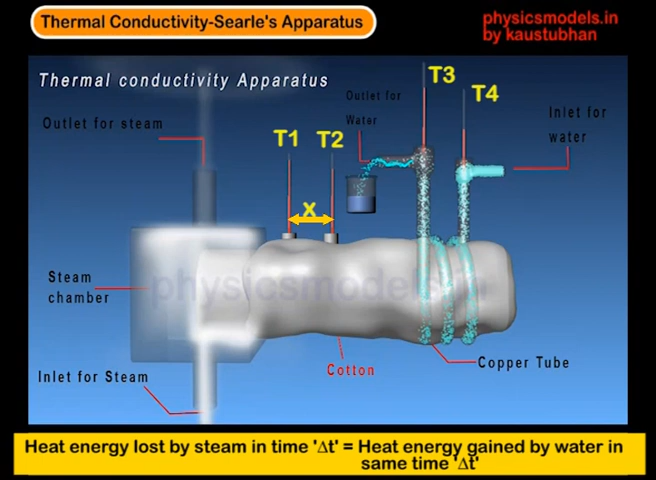 Thermal Conductivity-Searle's Apparatus
physicsmodels.in
by kaustubhan
Thermal conductivity Apparatus
T3
T4
Outlet for
Water
Inlet for
water
Outlet for steam
T1
T2
X
Steam
chamber
physicsmodels.in
Inlet for Steam
Cotton
Copper Tube
Heat energy lost by steam in time 'Δt' = Heat energy gained by water in
same time 'Δt'